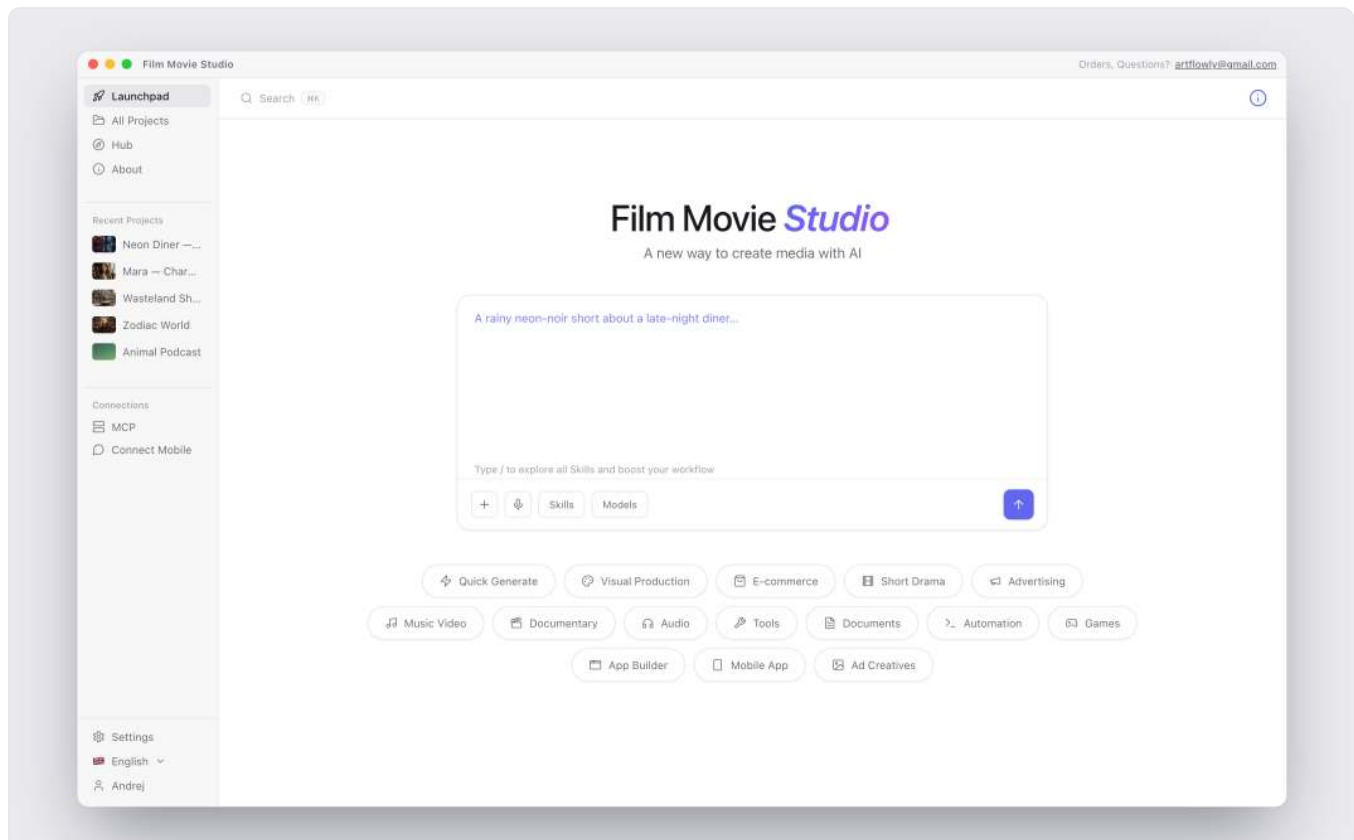 Film Movie Studio
Orders, Questions? artflowlv@gmail.com
Launchpad
All Projects
Hub
About
Recent Projects
Neon Diner —...
Mara — Char...
Wasteland Sh...
Zodiac World
Animal Podcast
Connections
MCP
Connect Mobile
Settings
English
Andrej
Search ⌘K
Film Movie Studio
A new way to create media with AI
A rainy neon-noir short about a late-night diner...
Type / to explore all Skills and boost your workflow
Skills Models
Quick Generate Visual Production E-commerce Short Drama Advertising
Music Video Documentary Audio Tools Documents Automation Games
App Builder Mobile App Ad Creatives